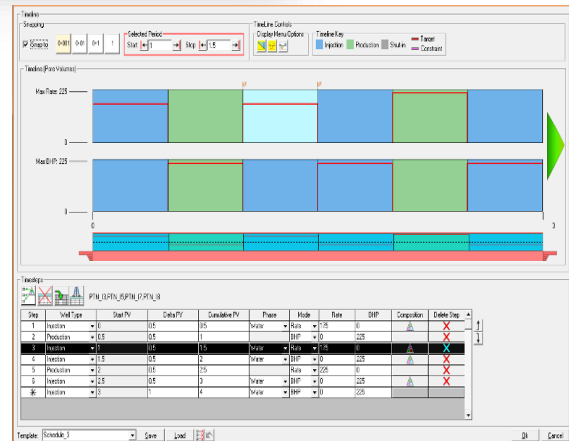 Timeline
Snapping
Snap to 0.001 0.01 0.1 1
Selected Period
Start 1 Stop 1.5
TimeLine Controls
Display Menu Options
Timeline Key
Injection Production Shut-in Target
Constraint
Timeline (Pore Volumes)
Max Rate: 225
0
Max BHP: 225
0
0 3
Timesteps
PTN_I3,PTN_I5,PTN_I7,PTN_I8
Step Well Type Start PV Delta PV Cumulative PV Phase Mode Rate BHP Composition Delete Step
1 Injection 0 0.5 0.5 Water Rate 175 0
2 Production 0.5 0.5 1 BHP 0 225
3 Injection 1 0.5 1.5 Water Rate 175 0
4 Injection 1.5 0.5 2 Water BHP 0 225
5 Production 2 0.5 2.5 Rate 225 0
6 Injection 2.5 0.5 3 Water BHP 0 225
Injection 3 1 4 Water BHP 0 225
Template: Schedule_3 Save Load Ok Cancel